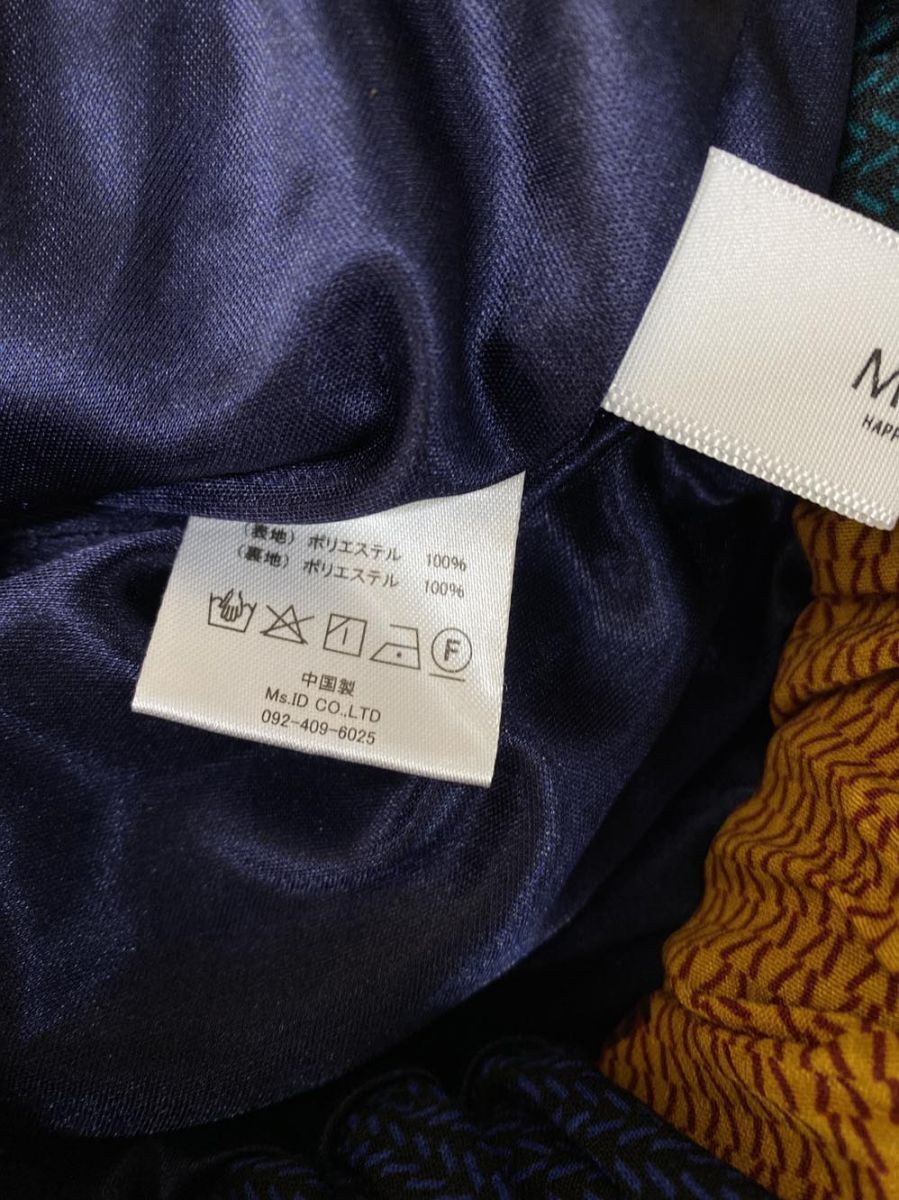 （表地）ポリエステル 100%
（裏地）ポリエステル 100%
F
中国製
Ms.ID CO.,LTD
092-409-6025